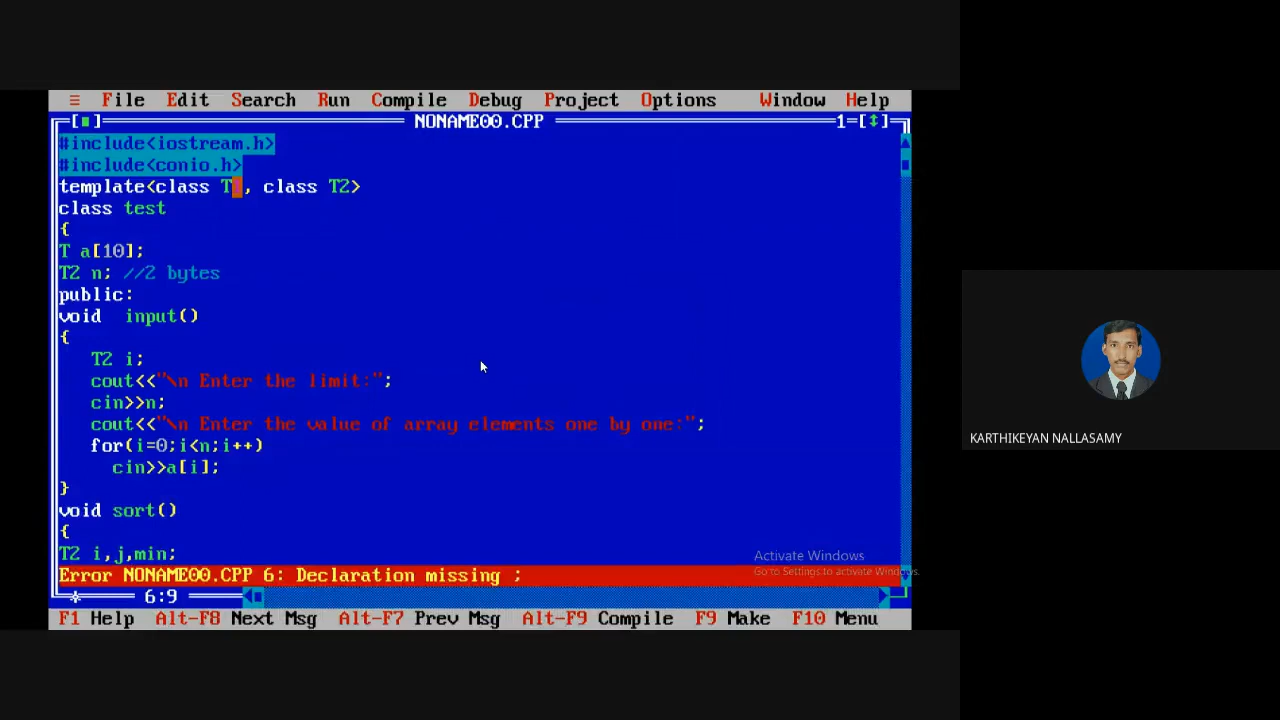 ≡ File Edit Search Run Compile Debug Project Options Window Help
[■] NONAME00.CPP 1=[↕]
#include<iostream.h>
#include<conio.h>
template<class T , class T2>
class test
{
T a[10];
T2 n; //2 bytes
public:
void input()
{
T2 i;
cout<<"\n Enter the limit:";
cin>>n;
cout<<"\n Enter the value of array elements one by one:";
for(i=0;i<n;i++)
cin>>a[i];
}
void sort()
{
T2 i,j,min;
Activate Windows
Go to Settings to activate Windows.
Error NONAME00.CPP 6: Declaration missing ;
6:9
F1 Help Alt-F8 Next Msg Alt-F7 Prev Msg Alt-F9 Compile F9 Make F10 Menu
KARTHIKEYAN NALLASAMY